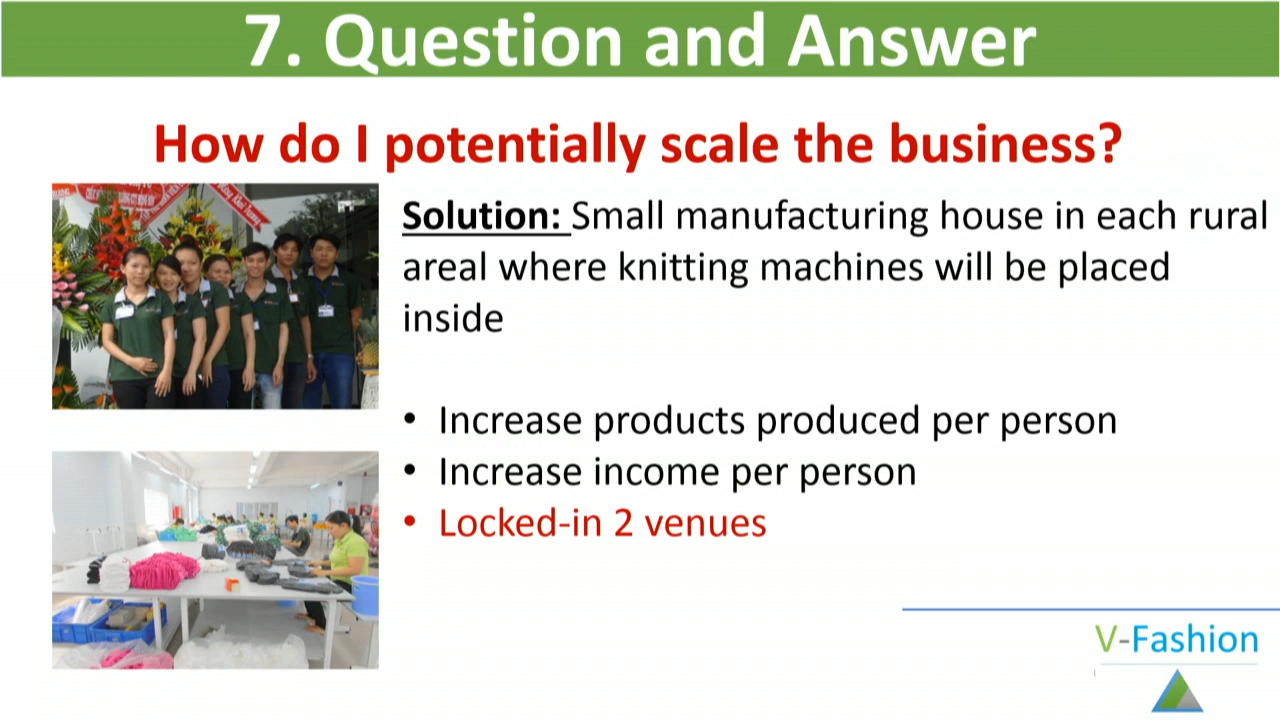 7. Question and Answer
How do I potentially scale the business?
Solution: Small manufacturing house in each rural
areal where knitting machines will be placed
inside
• Increase products produced per person
• Increase income per person
• Locked-in 2 venues
V-Fashion